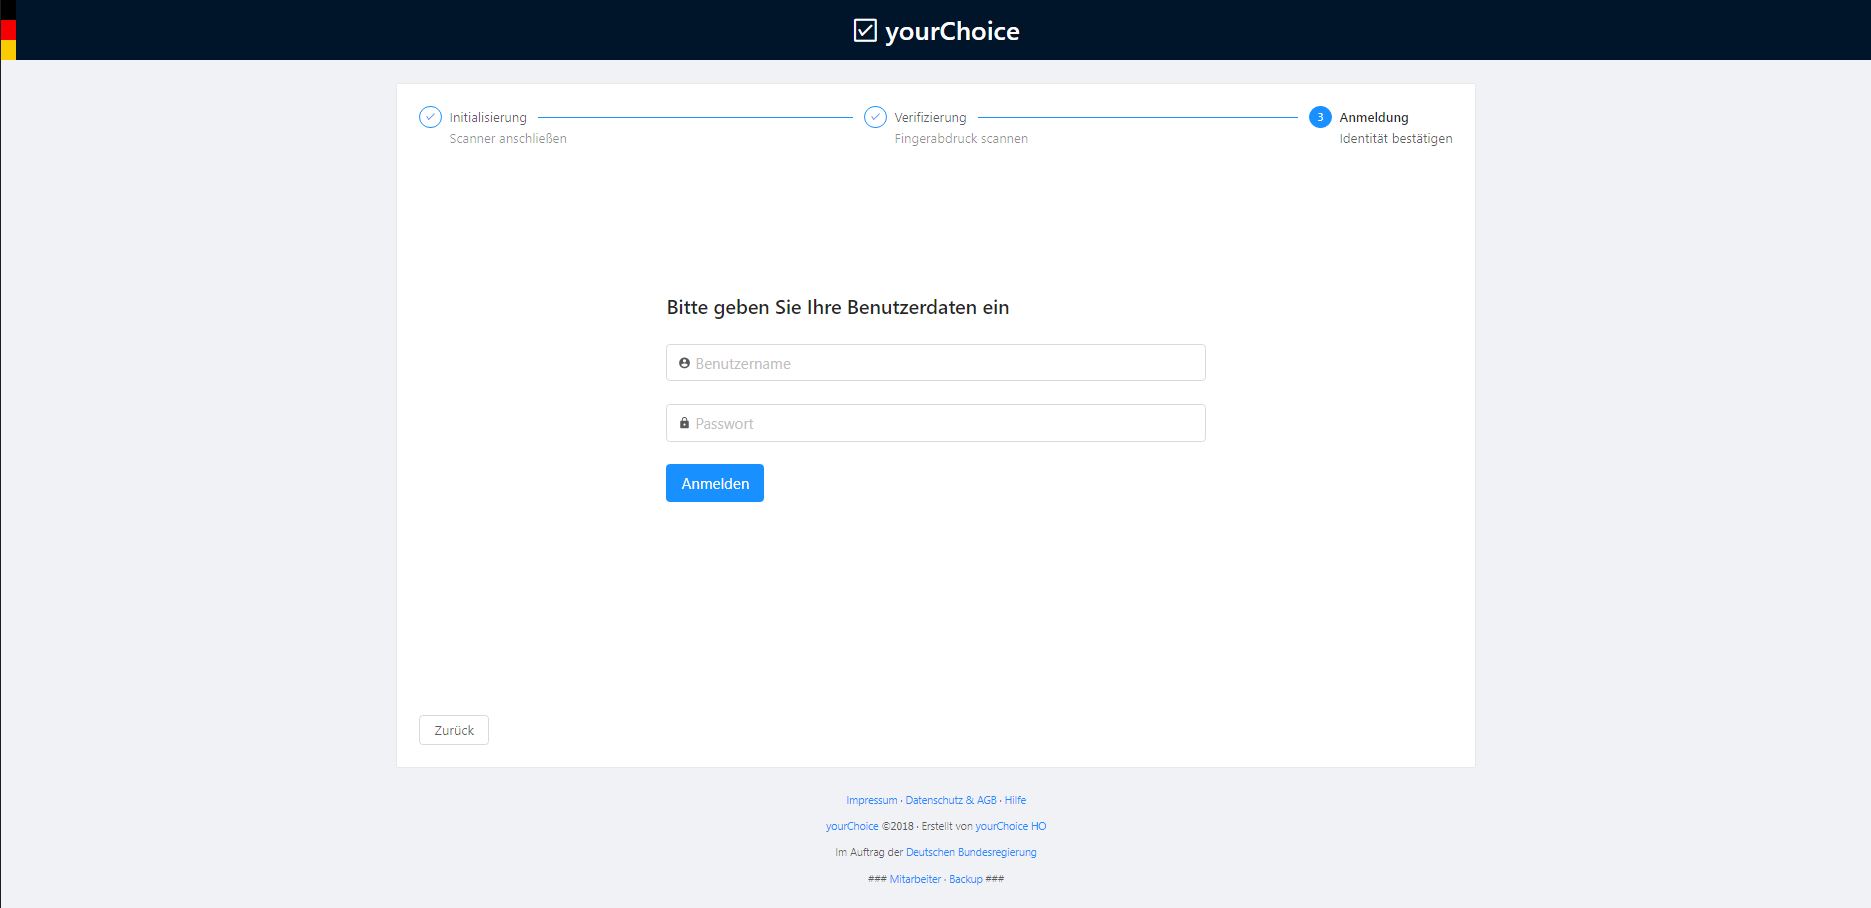 yourChoice
Initialisierung
Scanner anschließen
Verifizierung
Fingerabdruck scannen
3 Anmeldung
Identität bestätigen
Bitte geben Sie Ihre Benutzerdaten ein
Benutzername
Passwort
Anmelden
Zurück
Impressum · Datenschutz & AGB · Hilfe
yourChoice ©2018 · Erstellt von yourChoice HO
Im Auftrag der Deutschen Bundesregierung
### Mitarbeiter · Backup ###